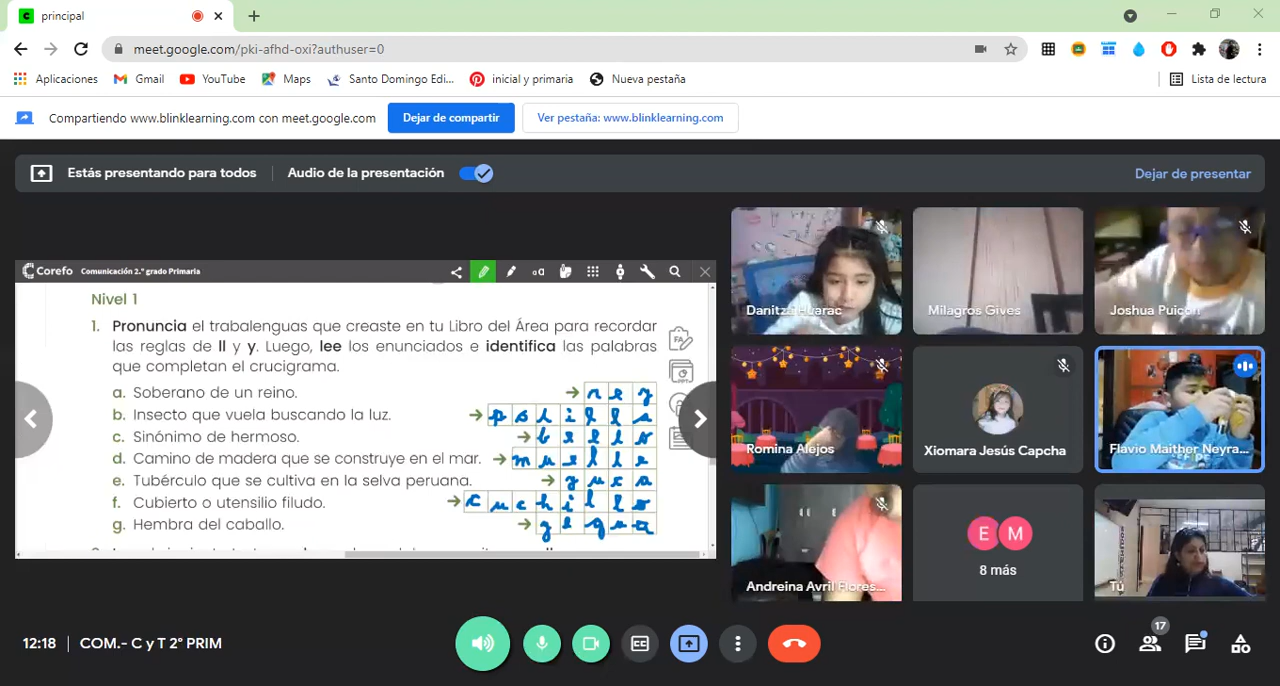 principal
meet.google.com/pki-afhd-oxi?authuser=0
Aplicaciones Gmail YouTube Maps Santo Domingo Edi... inicial y primaria Nueva pestaña Lista de lectura
Compartiendo www.blinklearning.com con meet.google.com Dejar de compartir Ver pestaña: www.blinklearning.com
Estás presentando para todos Audio de la presentación Dejar de presentar
Corefo Comunicación 2.º grado Primaria
Nivel 1
1. Pronuncia el trabalenguas que creaste en tu Libro del Área para recordar
las reglas de ll y y. Luego, lee los enunciados e identifica las palabras
que completan el crucigrama.
a. Soberano de un reino. → rey
b. Insecto que vuela buscando la luz. → polilla
c. Sinónimo de hermoso. → bello
d. Camino de madera que se construye en el mar. → muelle
e. Tubérculo que se cultiva en la selva peruana. → yuca
f. Cubierto o utensilio filudo. → cuchillo
g. Hembra del caballo. → yegua
Danitza Huarac
Milagros Gives
Joshua Puicon
Romina Alejos
Xiomara Jesús Capcha
Flavio Maither Neyra...
Andreina Avril Flores...
E M
8 más
Tú
12:18 | COM.- C y T 2° PRIM
17